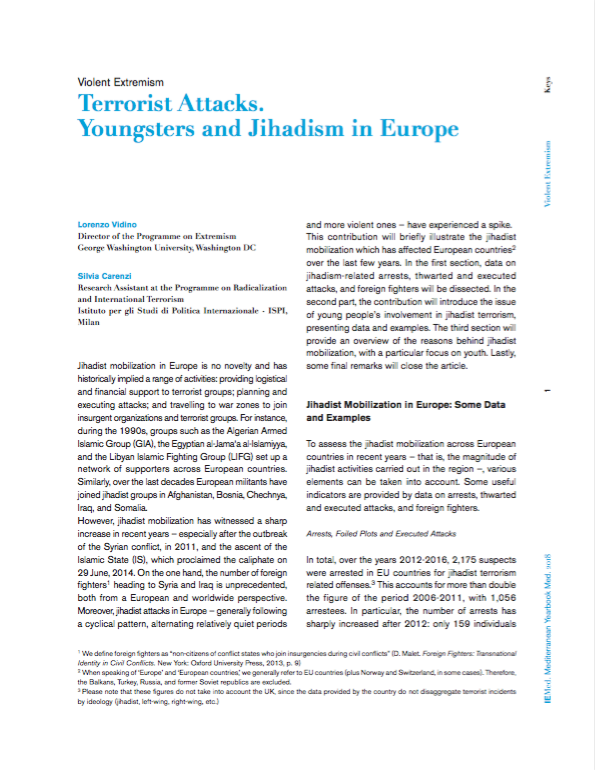 Violent Extremism
Terrorist Attacks.
Youngsters and Jihadism in Europe
Lorenzo Vidino
Director of the Programme on Extremism
George Washington University, Washington DC
Silvia Carenzi
Research Assistant at the Programme on Radicalization
and International Terrorism
Istituto per gli Studi di Politica Internazionale - ISPI,
Milan
Jihadist mobilization in Europe is no novelty and has
historically implied a range of activities: providing logistical
and financial support to terrorist groups; planning and
executing attacks; and travelling to war zones to join
insurgent organizations and terrorist groups. For instance,
during the 1990s, groups such as the Algerian Armed
Islamic Group (GIA), the Egyptian al-Jama'a al-Islamiyya,
and the Libyan Islamic Fighting Group (LIFG) set up a
network of supporters across European countries.
Similarly, over the last decades European militants have
joined jihadist groups in Afghanistan, Bosnia, Chechnya,
Iraq, and Somalia.
However, jihadist mobilization has witnessed a sharp
increase in recent years – especially after the outbreak
of the Syrian conflict, in 2011, and the ascent of the
Islamic State (IS), which proclaimed the caliphate on
29 June, 2014. On the one hand, the number of foreign
fighters¹ heading to Syria and Iraq is unprecedented,
both from a European and worldwide perspective.
Moreover, jihadist attacks in Europe – generally following
a cyclical pattern, alternating relatively quiet periods
and more violent ones – have experienced a spike.
This contribution will briefly illustrate the jihadist
mobilization which has affected European countries²
over the last few years. In the first section, data on
jihadism-related arrests, thwarted and executed
attacks, and foreign fighters will be dissected. In the
second part, the contribution will introduce the issue
of young people's involvement in jihadist terrorism,
presenting data and examples. The third section will
provide an overview of the reasons behind jihadist
mobilization, with a particular focus on youth. Lastly,
some final remarks will close the article.
Jihadist Mobilization in Europe: Some Data
and Examples
To assess the jihadist mobilization across European
countries in recent years – that is, the magnitude of
jihadist activities carried out in the region –, various
elements can be taken into account. Some useful
indicators are provided by data on arrests, thwarted
and executed attacks, and foreign fighters.
Arrests, Foiled Plots and Executed Attacks
In total, over the years 2012-2016, 2,175 suspects
were arrested in EU countries for jihadist terrorism
related offenses.³ This accounts for more than double
the figure of the period 2006-2011, with 1,056
arrestees. In particular, the number of arrests has
sharply increased after 2012: only 159 individuals
¹ We define foreign fighters as "non-citizens of conflict states who join insurgencies during civil conflicts" (D. Malet. Foreign Fighters: Transnational
Identity in Civil Conflicts. New York: Oxford University Press, 2013, p. 9)
² When speaking of 'Europe' and 'European countries,' we generally refer to EU countries (plus Norway and Switzerland, in some cases). Therefore,
the Balkans, Turkey, Russia, and former Soviet republics are excluded.
³ Please note that these figures do not take into account the UK, since the data provided by the country do not disaggregate terrorist incidents
by ideology (jihadist, left-wing, right-wing, etc.)
Keys
Violent Extremism
1
IEMed. Mediterranean Yearbook Med. 2018